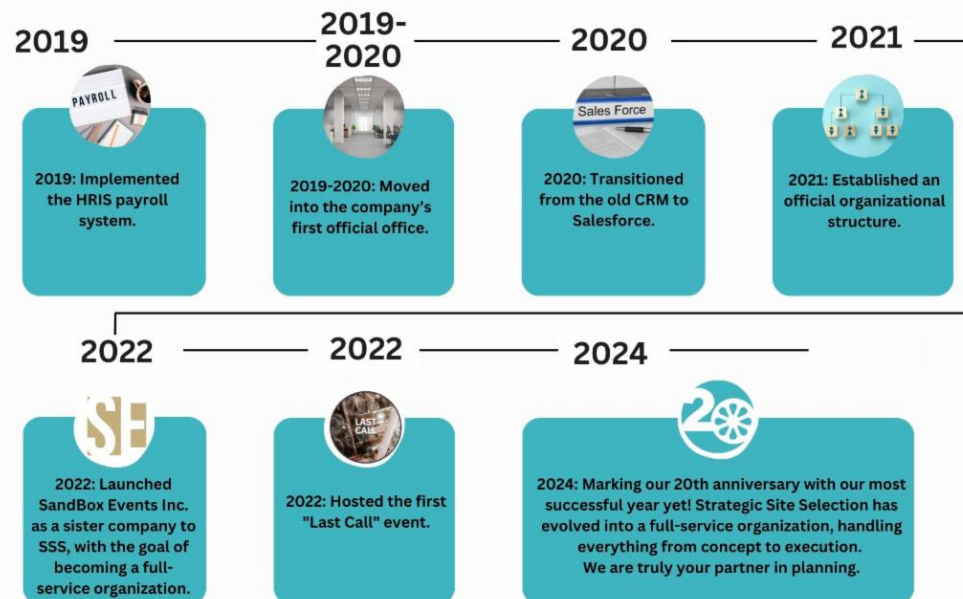 2019
2019-
2020
2020
2021
PAYROLL
Sales Force
2019: Implemented
the HRIS payroll
system.
2019-2020: Moved
into the company’s
first official office.
2020: Transitioned
from the old CRM to
Salesforce.
2021: Established an
official organizational
structure.
2022
2022
2024
SE
LAST
CALL
20
2022: Launched
SandBox Events Inc.
as a sister company to
SSS, with the goal of
becoming a full-
service organization.
2022: Hosted the first
"Last Call" event.
2024: Marking our 20th anniversary with our most
successful year yet! Strategic Site Selection has
evolved into a full-service organization, handling
everything from concept to execution.
We are truly your partner in planning.